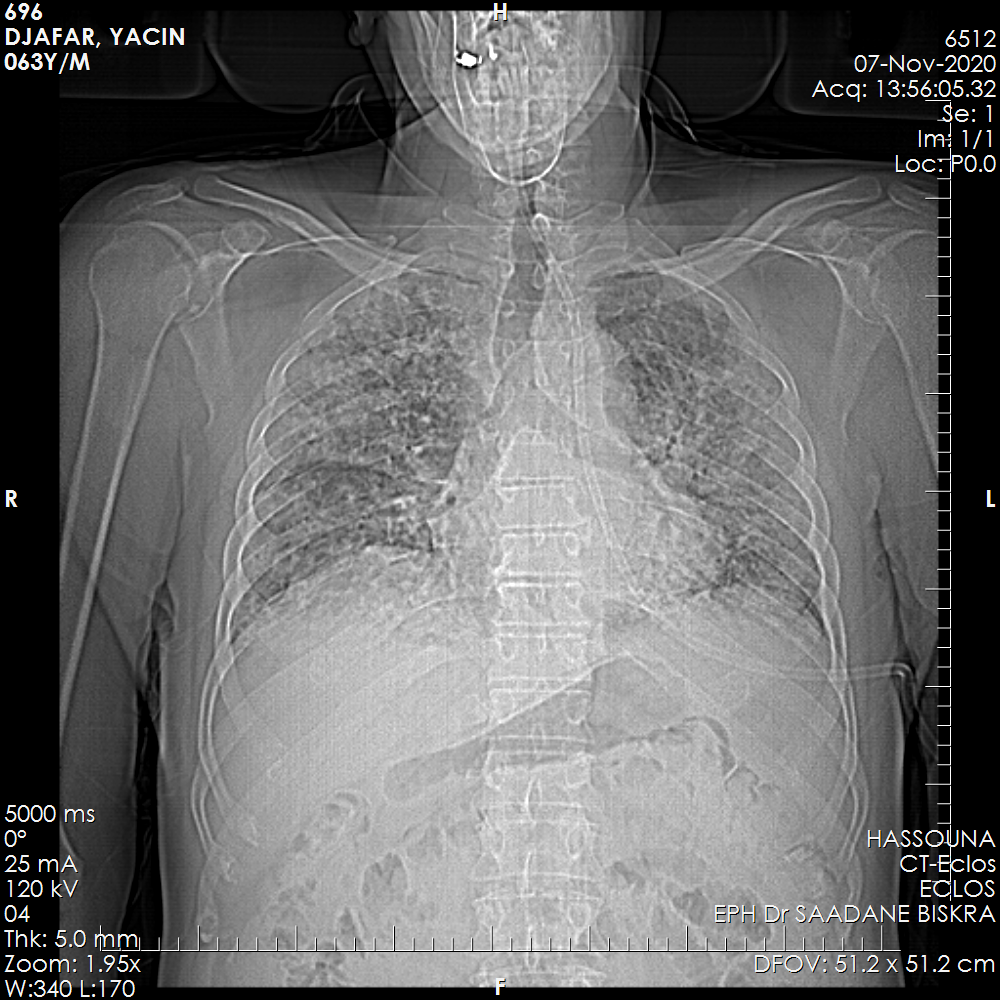 696
DJAFAR, YACIN
063Y/M
H
6512
07-Nov-2020
Acq: 13:56:05.32
Se: 1
Im: 1/1
Loc: P0.0
R
L
5000 ms
0°
25 mA
120 kV
04
Thk: 5.0 mm
Zoom: 1.95x
W:340 L:170
F
HASSOUNA
CT-Eclos
ECLOS
EPH Dr SAADANE BISKRA
DFOV: 51.2 x 51.2 cm